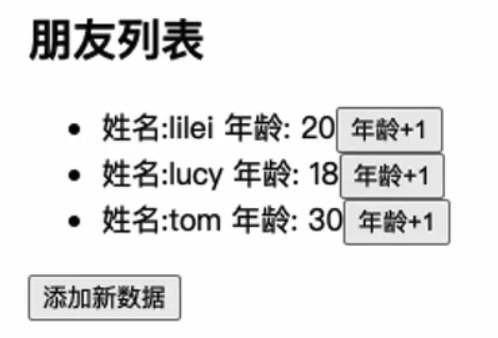 朋友列表
姓名:lilei 年龄: 20 年龄+1
姓名:lucy 年龄: 18 年龄+1
姓名:tom 年龄: 30 年龄+1
添加新数据